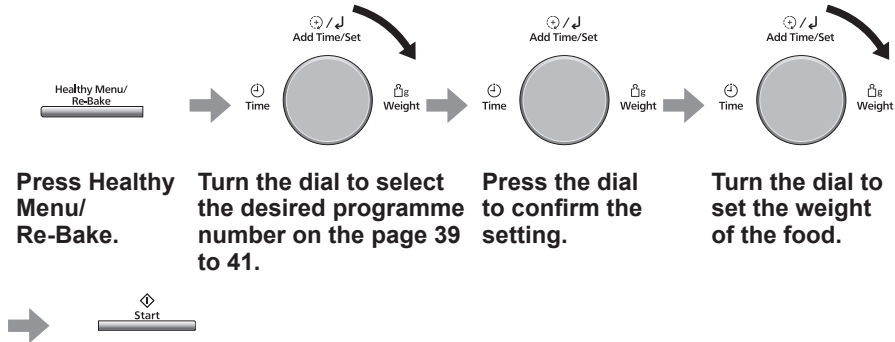 Healthy Menu/
Re-Bake
Add Time/Set
Time
g
Weight
Add Time/Set
Time
g
Weight
Add Time/Set
Time
g
Weight
Press Healthy
Menu/
Re-Bake.
Turn the dial to select
the desired programme
number on the page 39
to 41.
Press the dial
to confirm the
setting.
Turn the dial to
set the weight
of the food.
Start